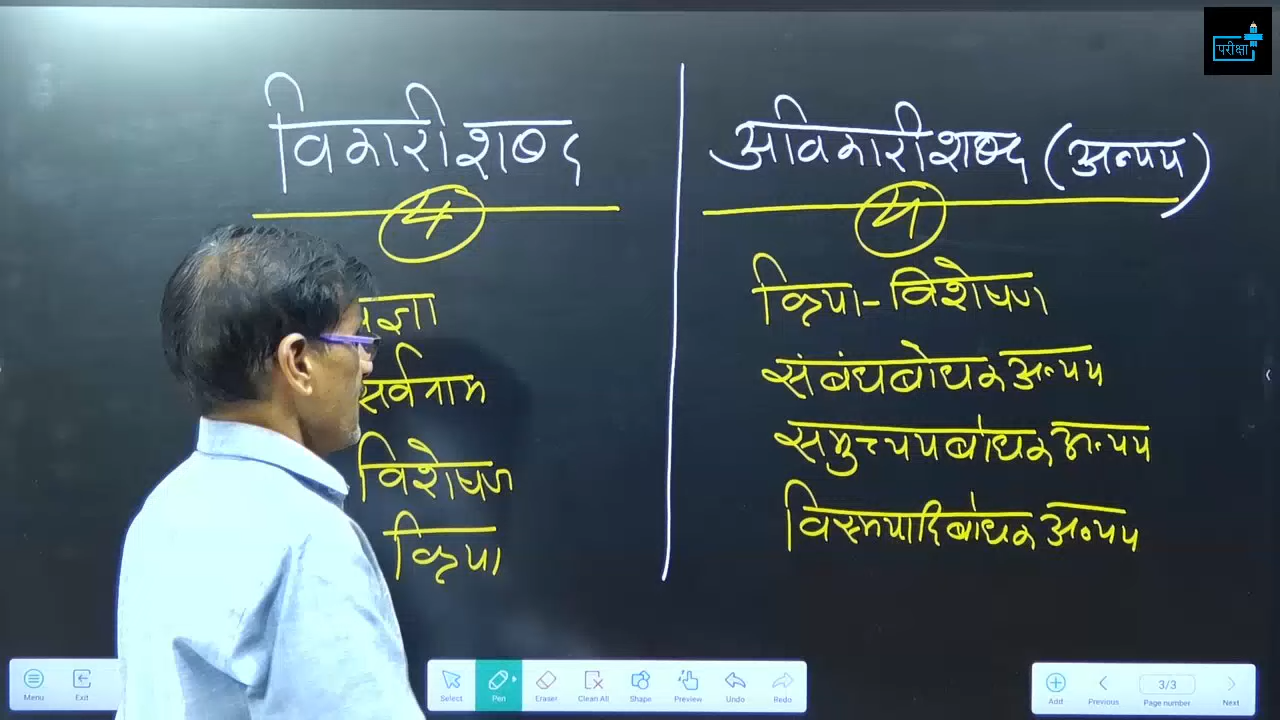 परीक्षा
विकारी शब्द
४
संज्ञा
सर्वनाम
विशेषण
क्रिया
अविकारी शब्द (अव्यय)
४
क्रिया-विशेषण
संबंधबोधक अव्यय
समुच्चयबोधक अव्यय
विस्मयादिबोधक अव्यय
Menu
Exit
Select
Pen
Eraser
Clean All
Shape
Preview
Undo
Redo
Add
Previous
3/3
Page number
Next